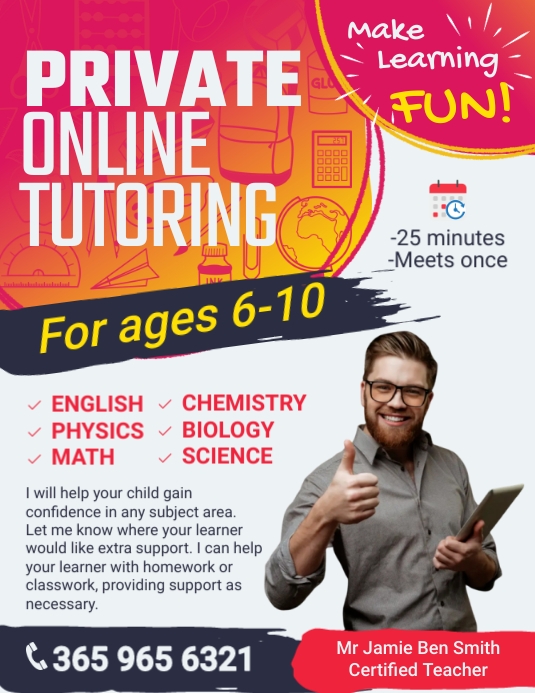 Make
Learning
FUN!
PRIVATE
ONLINE
TUTORING
GLU
INK
-25 minutes
-Meets once
For ages 6-10
ENGLISH
PHYSICS
MATH
CHEMISTRY
BIOLOGY
SCIENCE
I will help your child gain
confidence in any subject area.
Let me know where your learner
would like extra support. I can help
your learner with homework or
classwork, providing support as
necessary.
365 965 6321
Mr Jamie Ben Smith
Certified Teacher